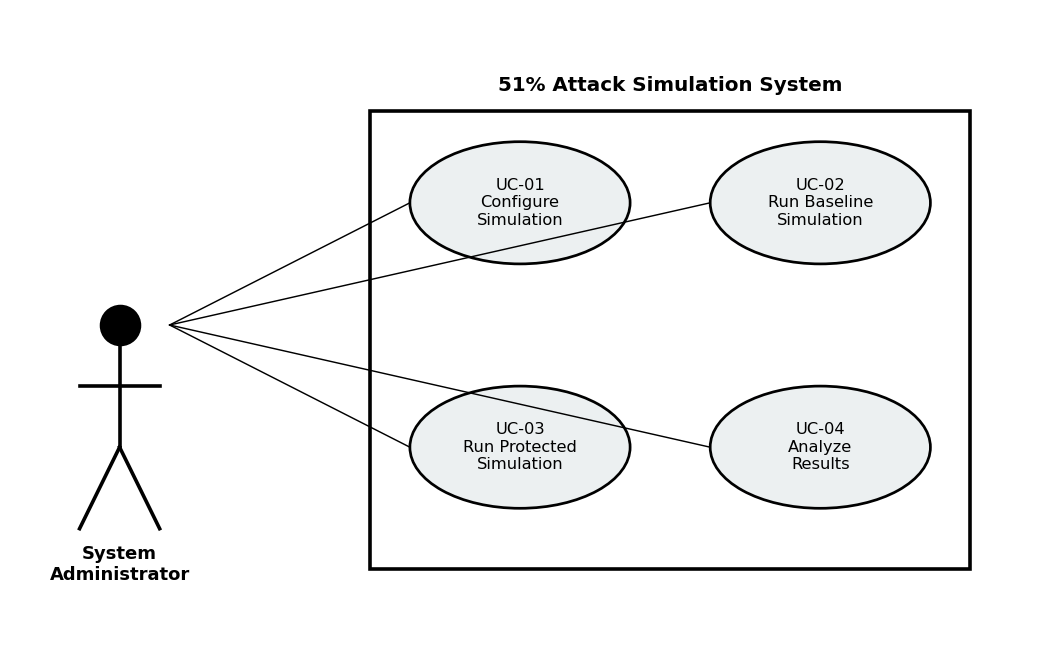 51% Attack Simulation System
UC-01
Configure
Simulation
UC-02
Run Baseline
Simulation
UC-03
Run Protected
Simulation
UC-04
Analyze
Results
System
Administrator